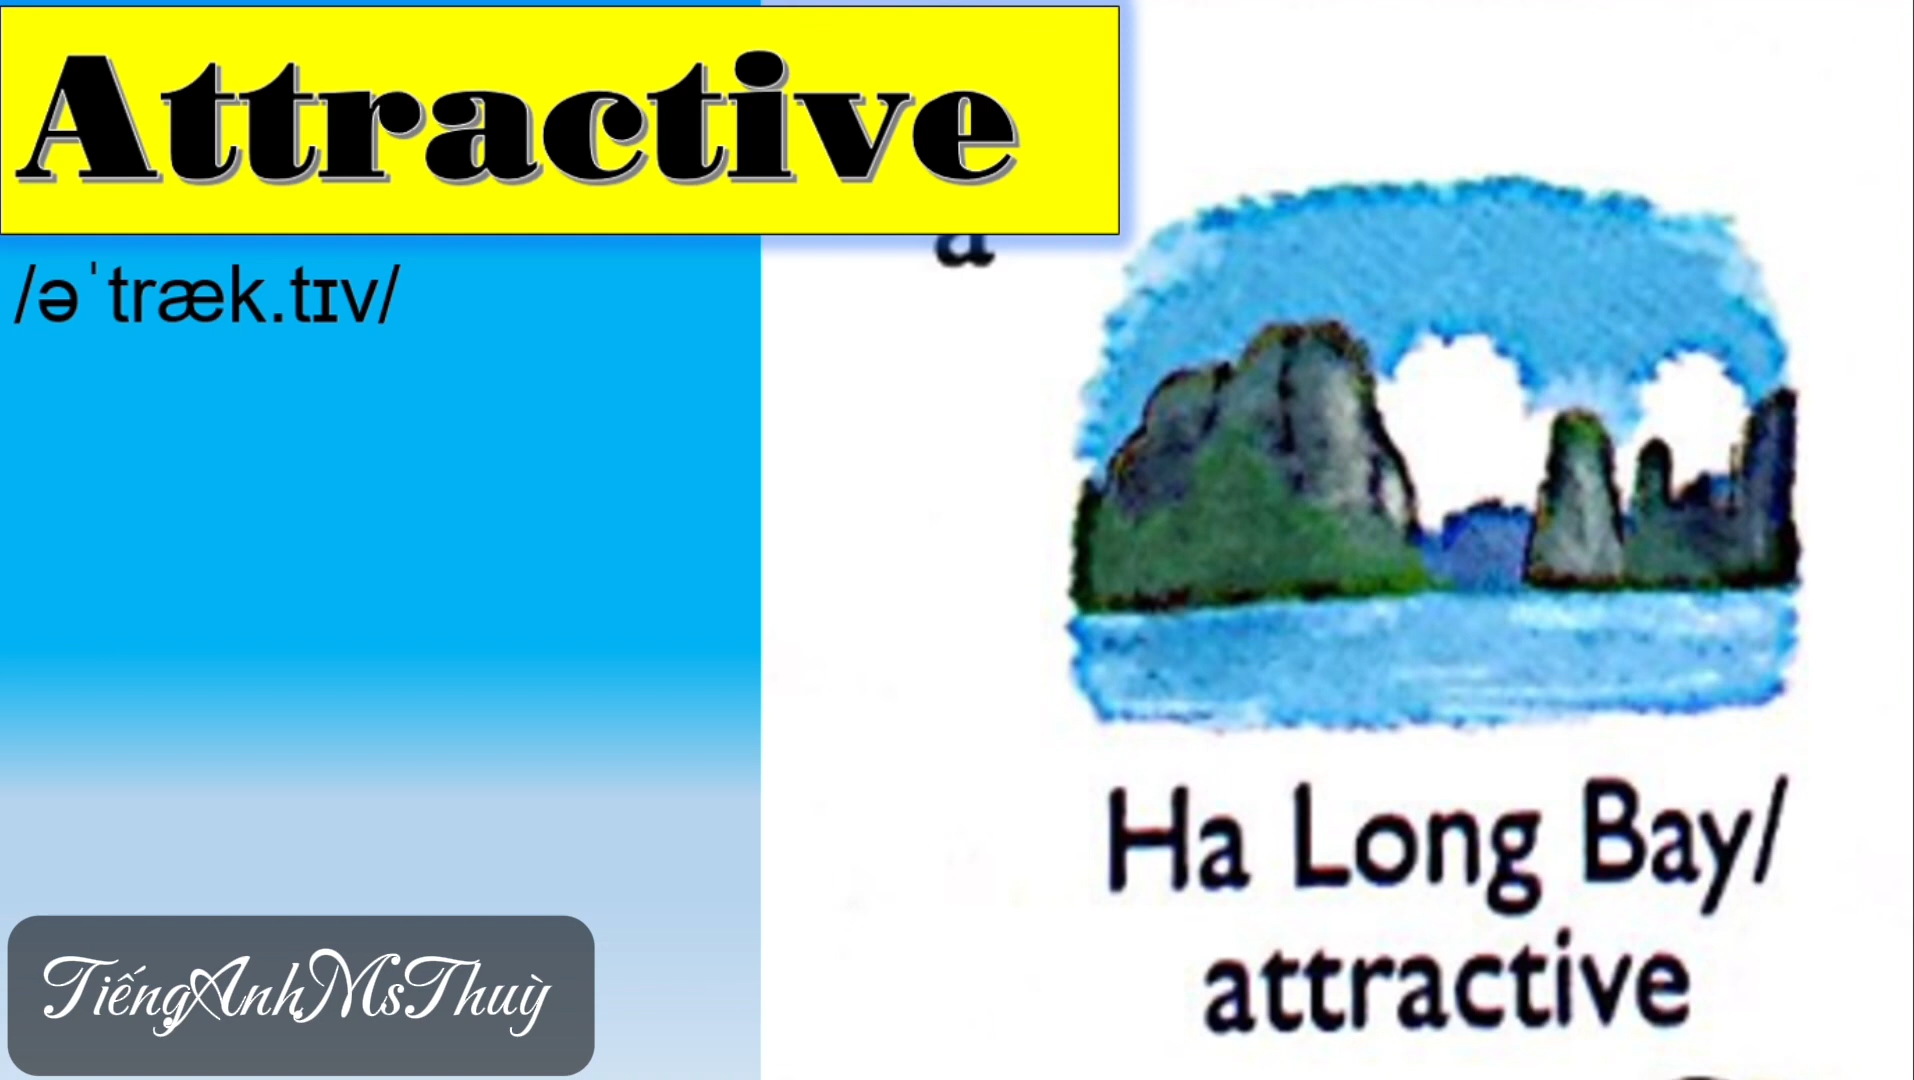 Attractive
/əˈtræk.tɪv/
a
Ha Long Bay/
attractive
TiếngAnhMsThuỳ